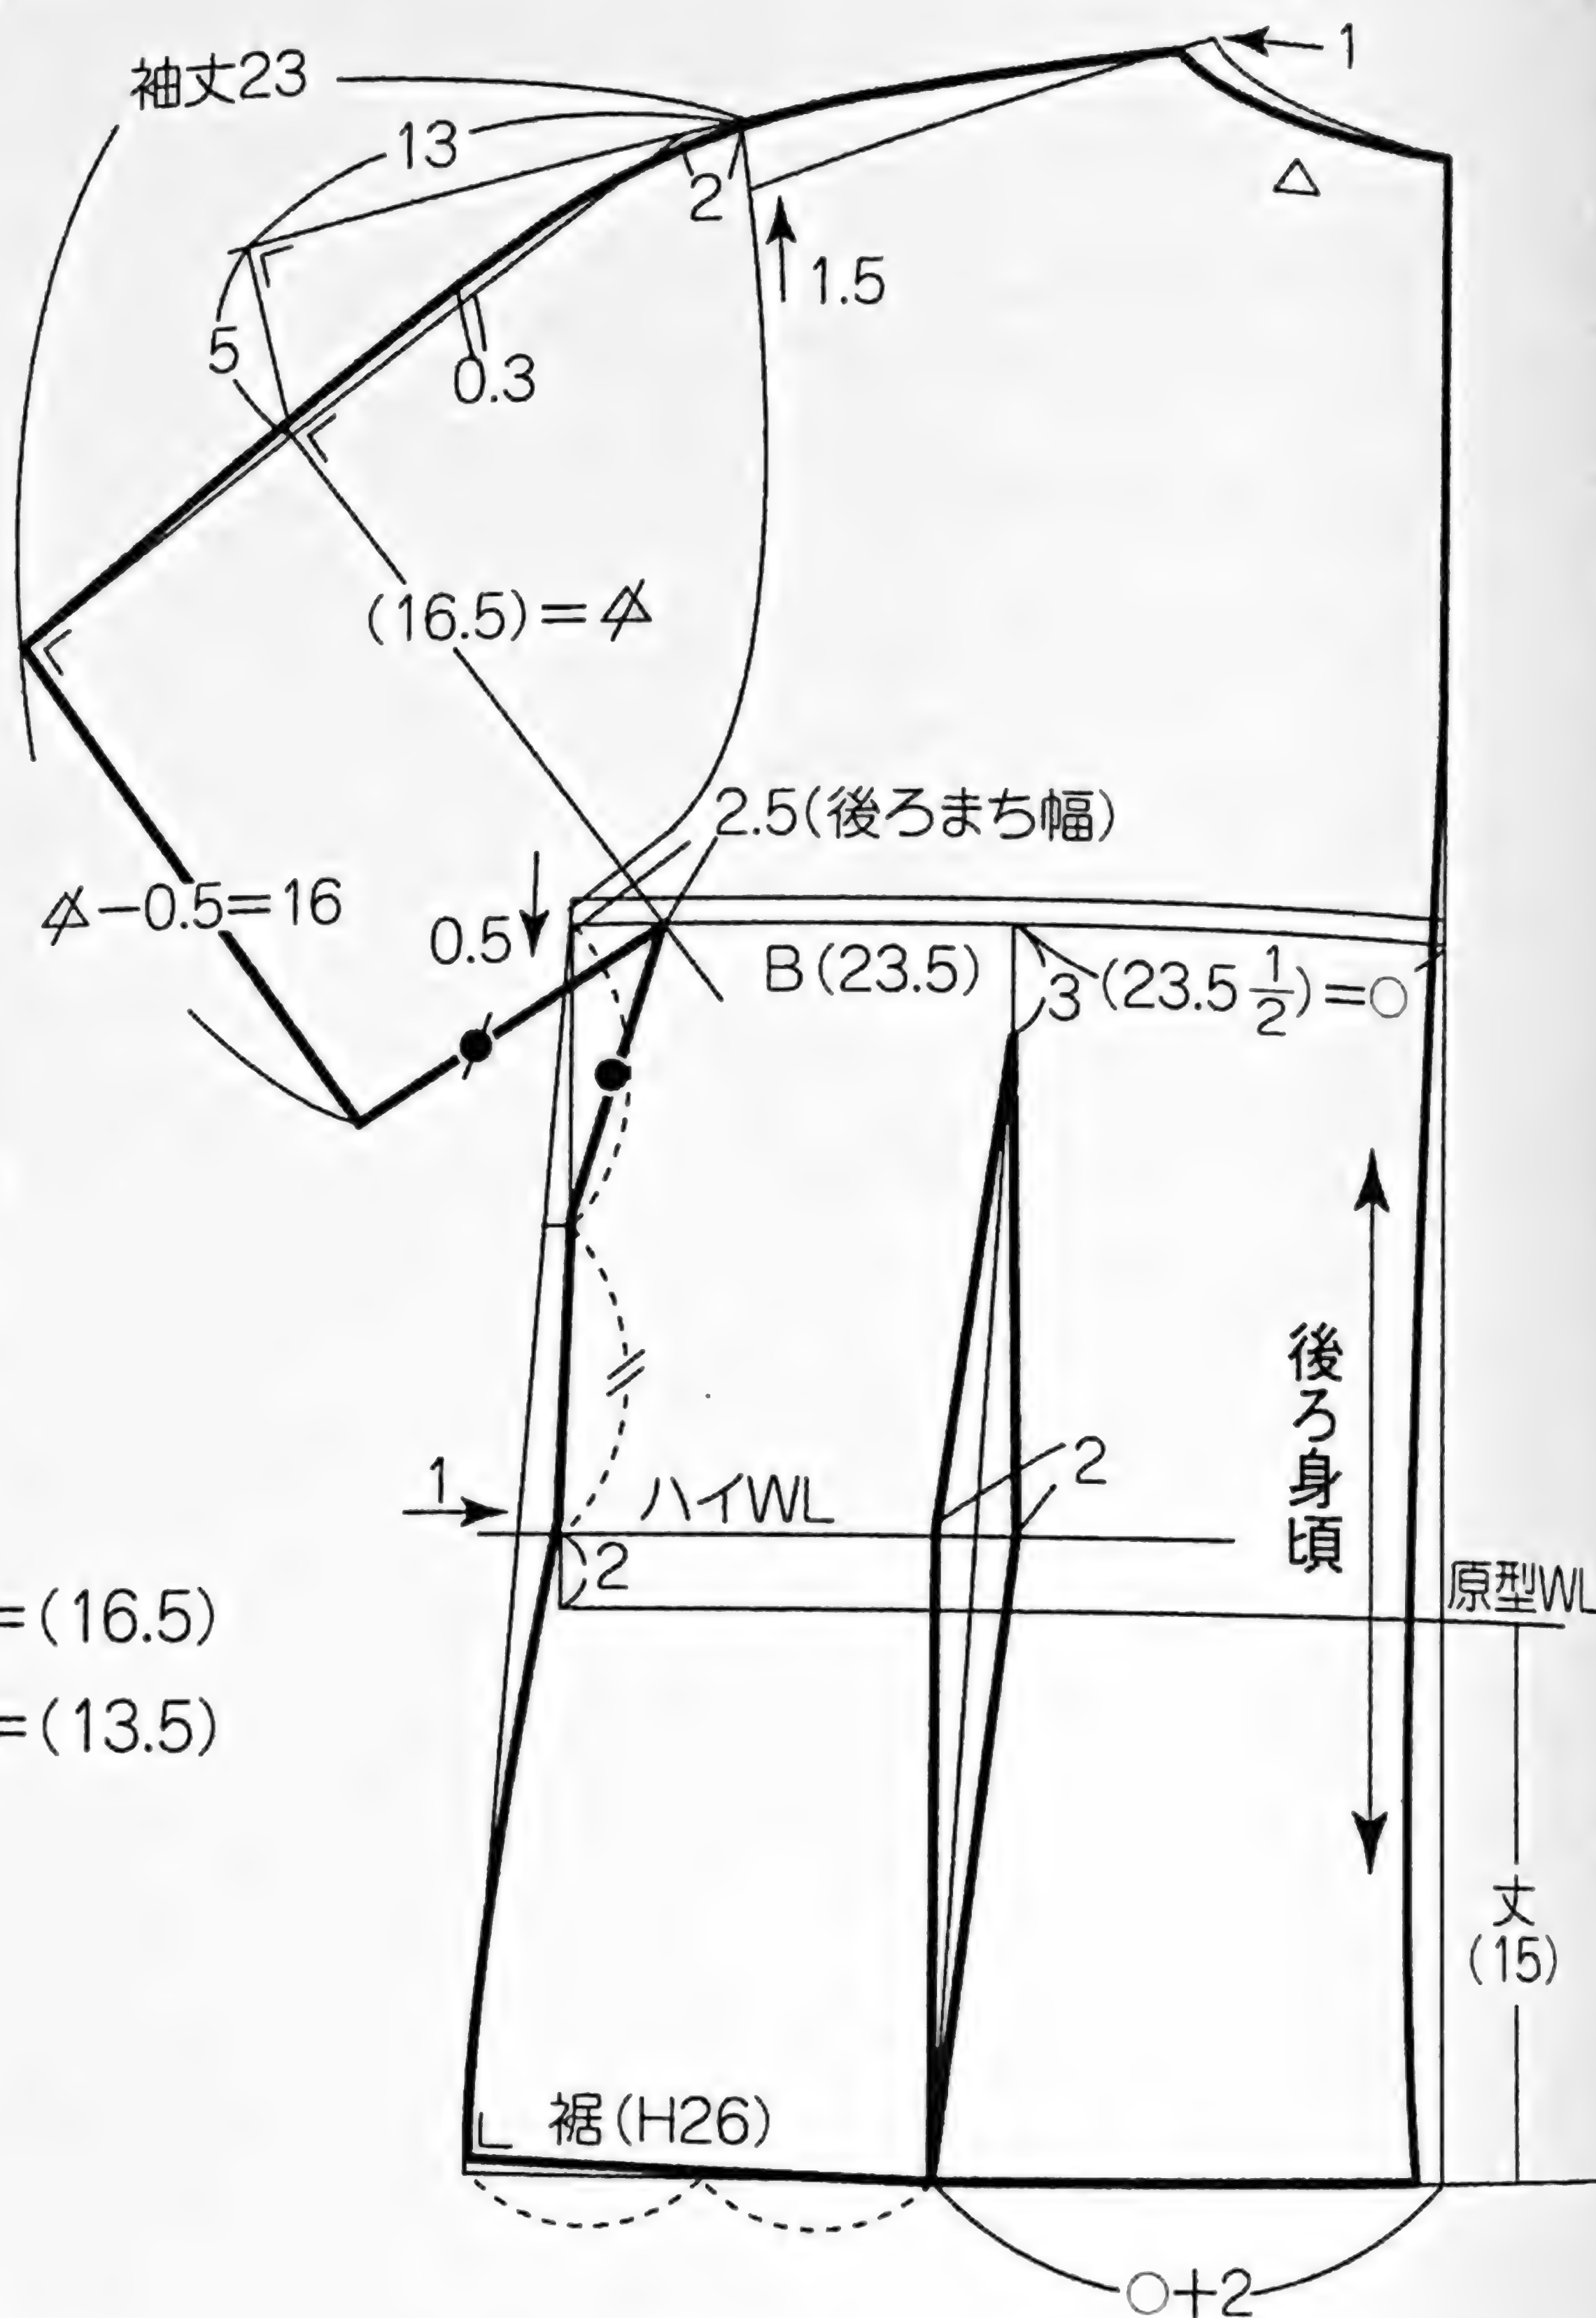 1
袖丈23
13
2
△
1.5
5
0.3
(16.5)=△
2.5(後ろまち幅)
△−0.5=16
0.5
B(23.5)
3
(23.5 1/2)=○
後ろ身頃
1
ハイWL
2
2
原型WL
=(16.5)
=(13.5)
丈
(15)
裾(H26)
○+2